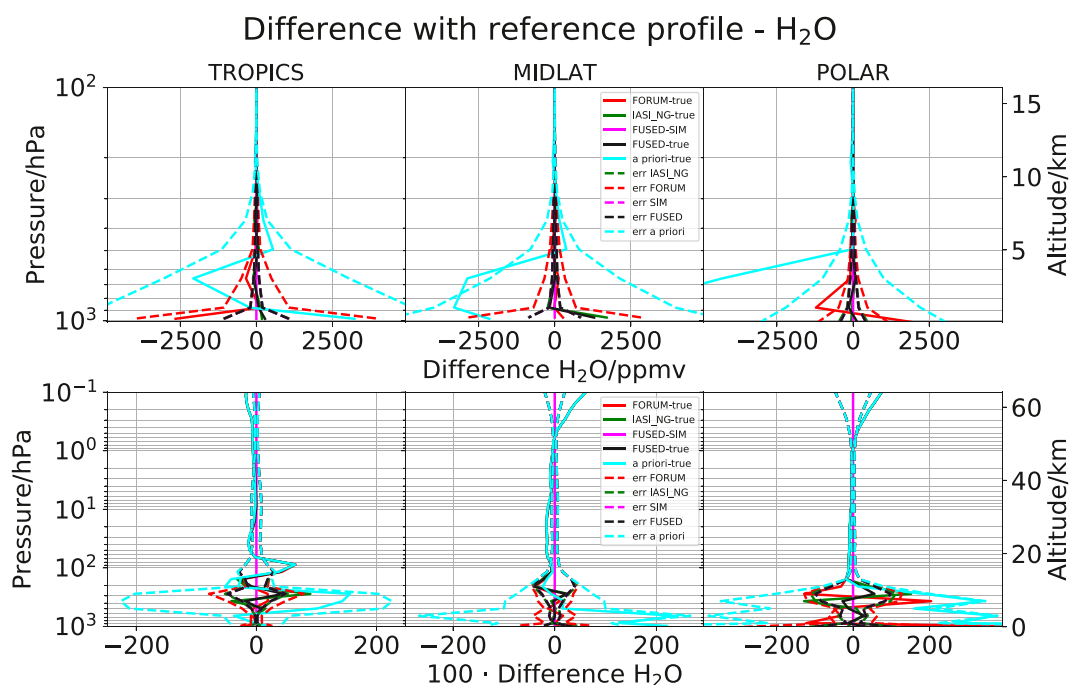 Difference with reference profile - H₂O
TROPICS MIDLAT POLAR
Pressure/hPa
10² 10³
FORUM-true
IASI_NG-true
FUSED-SIM
FUSED-true
a priori-true
err IASI_NG
err FORUM
err SIM
err FUSED
err a priori
15
10
5
Altitude/km
−2500 0 2500 −2500 0 2500 −2500 0 2500
Difference H₂O/ppmv
Pressure/hPa
10⁻¹
10⁰
10¹
10²
10³
FORUM-true
IASI_NG-true
FUSED-SIM
FUSED-true
a priori-true
err FORUM
err IASI_NG
err SIM
err FUSED
err a priori
60
40
20
0
Altitude/km
−200 0 200 −200 0 200 −200 0 200
100 · Difference H₂O